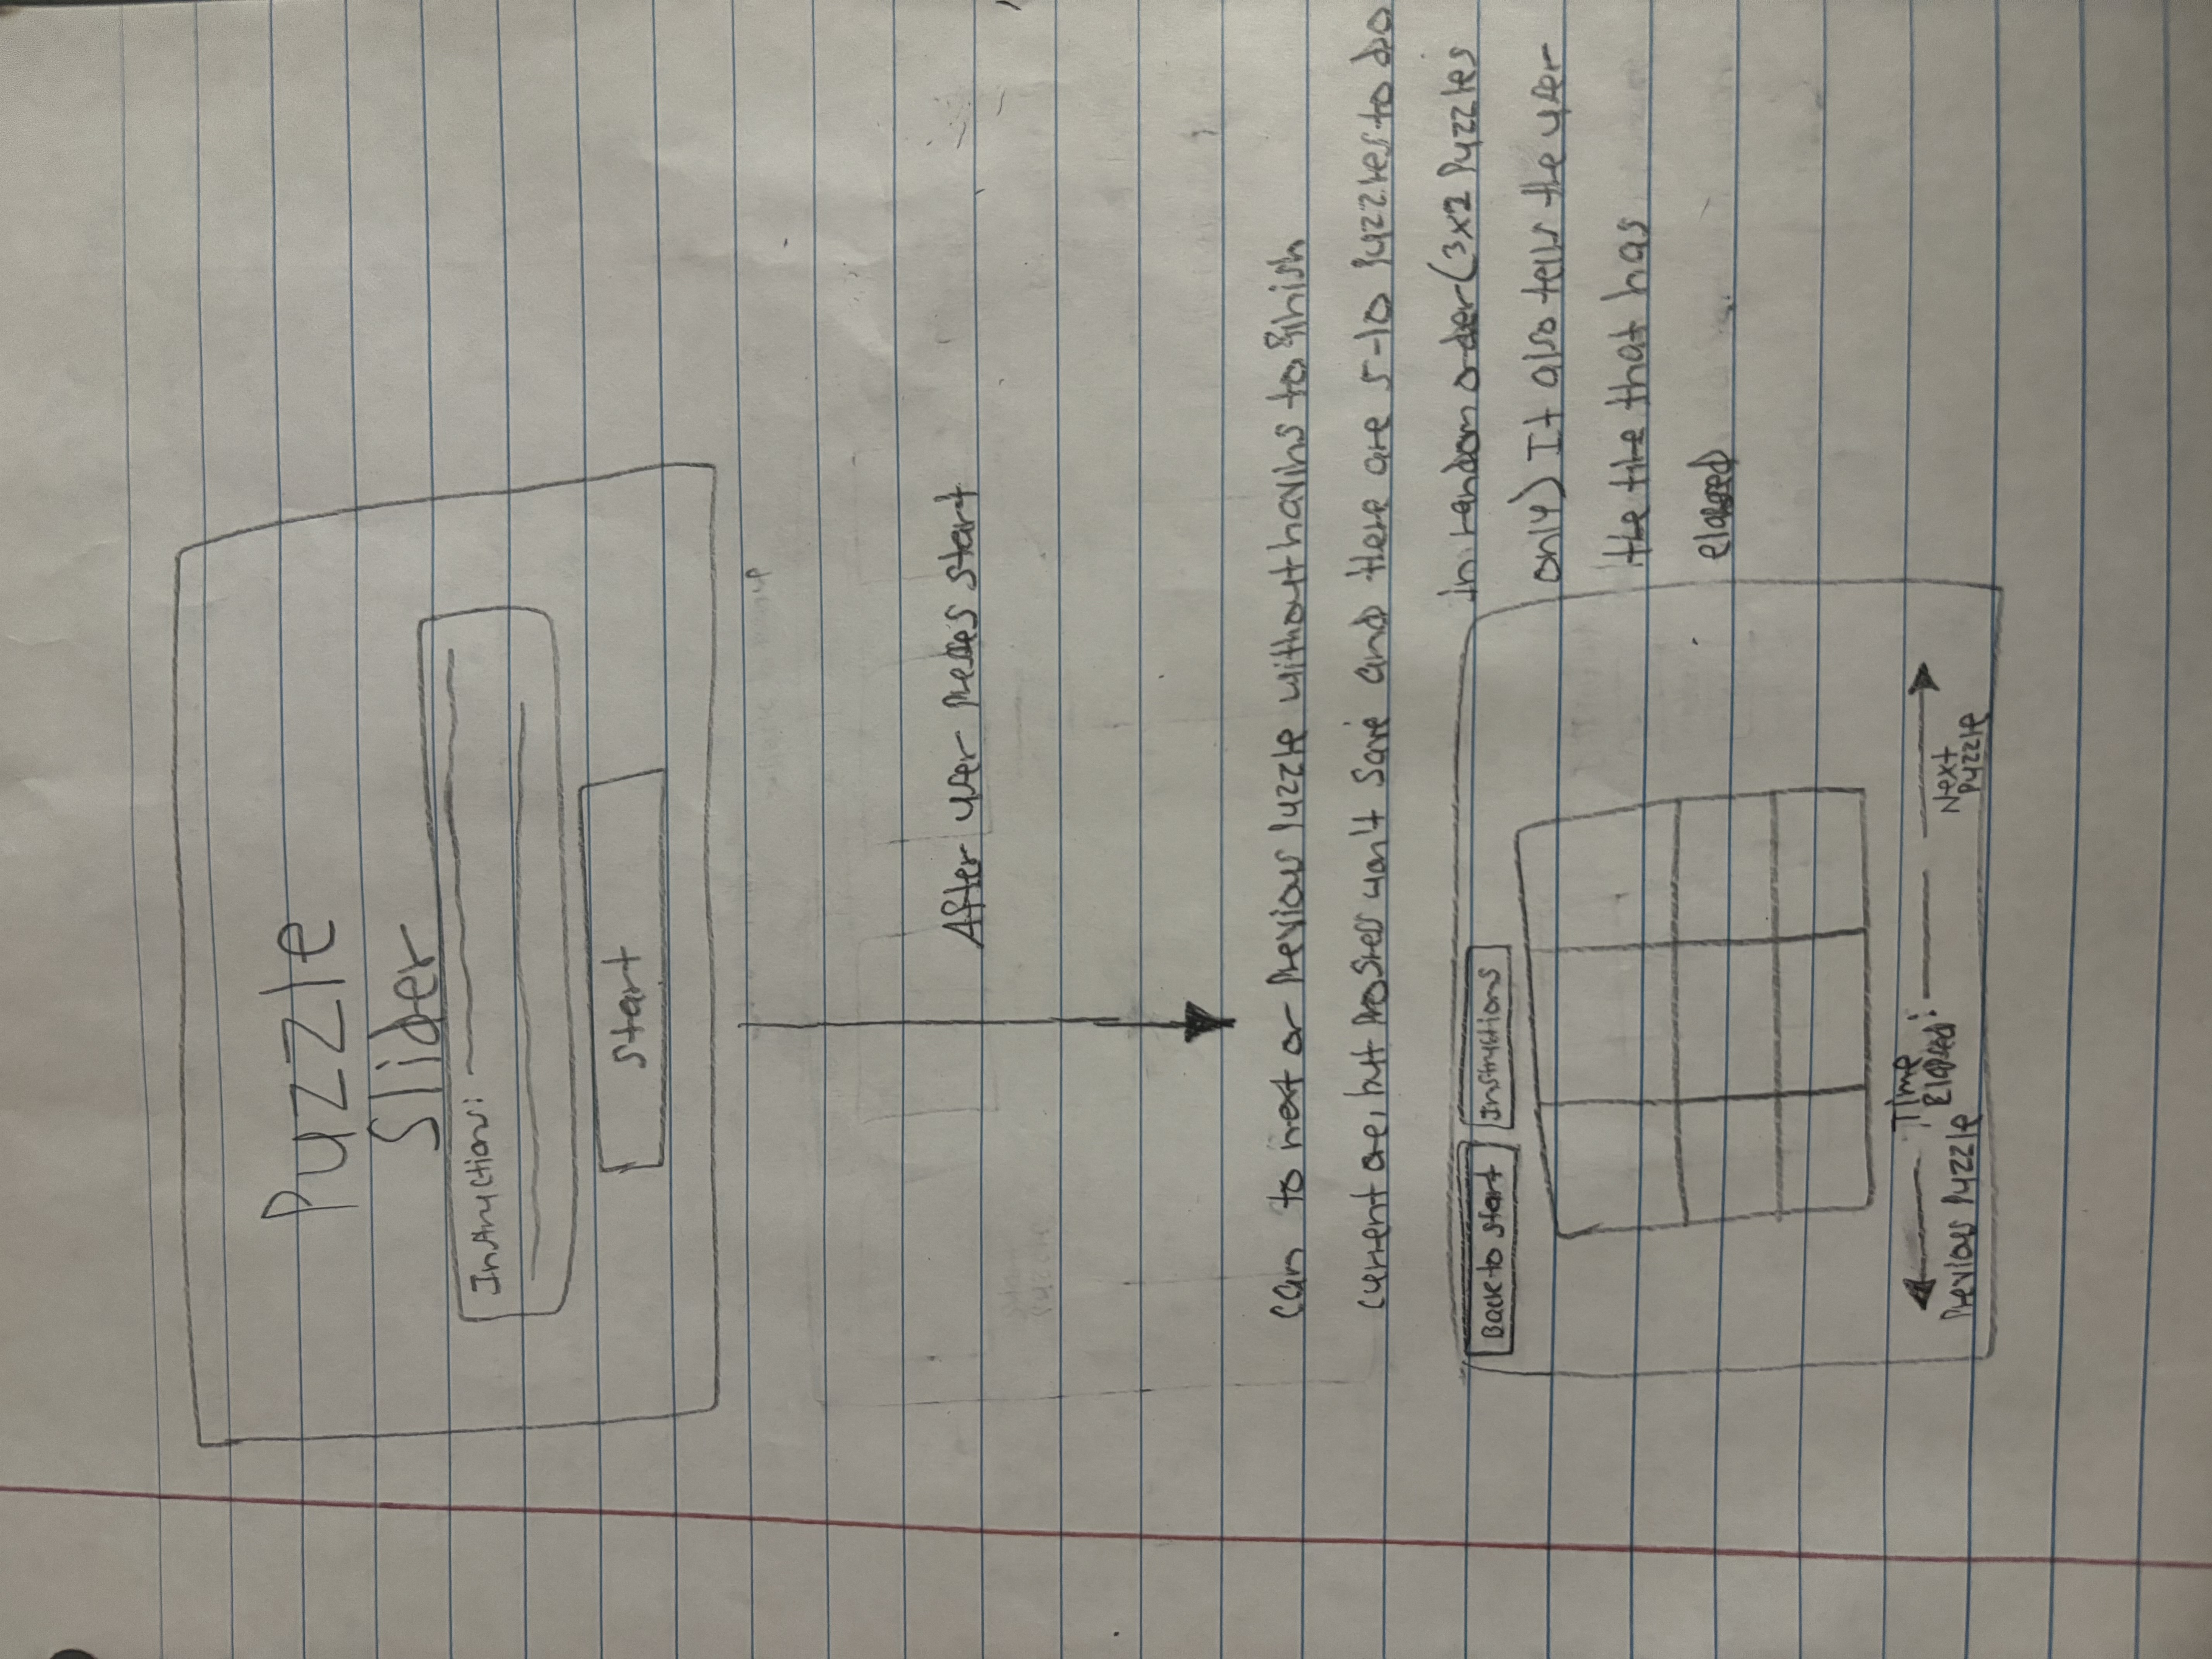 Puzzle
Slider
Instructions:
Start
After user presses start
can to next or Previous Puzzle without having to finish
current one, but Progress won't save and there are 5-10 Puzzles to do
in random order (3x2 Puzzles
only) It also tells the user
the time that has
elapsed
Back to start
Instructions
Time
Elapsed:
Previous Puzzle
Next
Puzzle